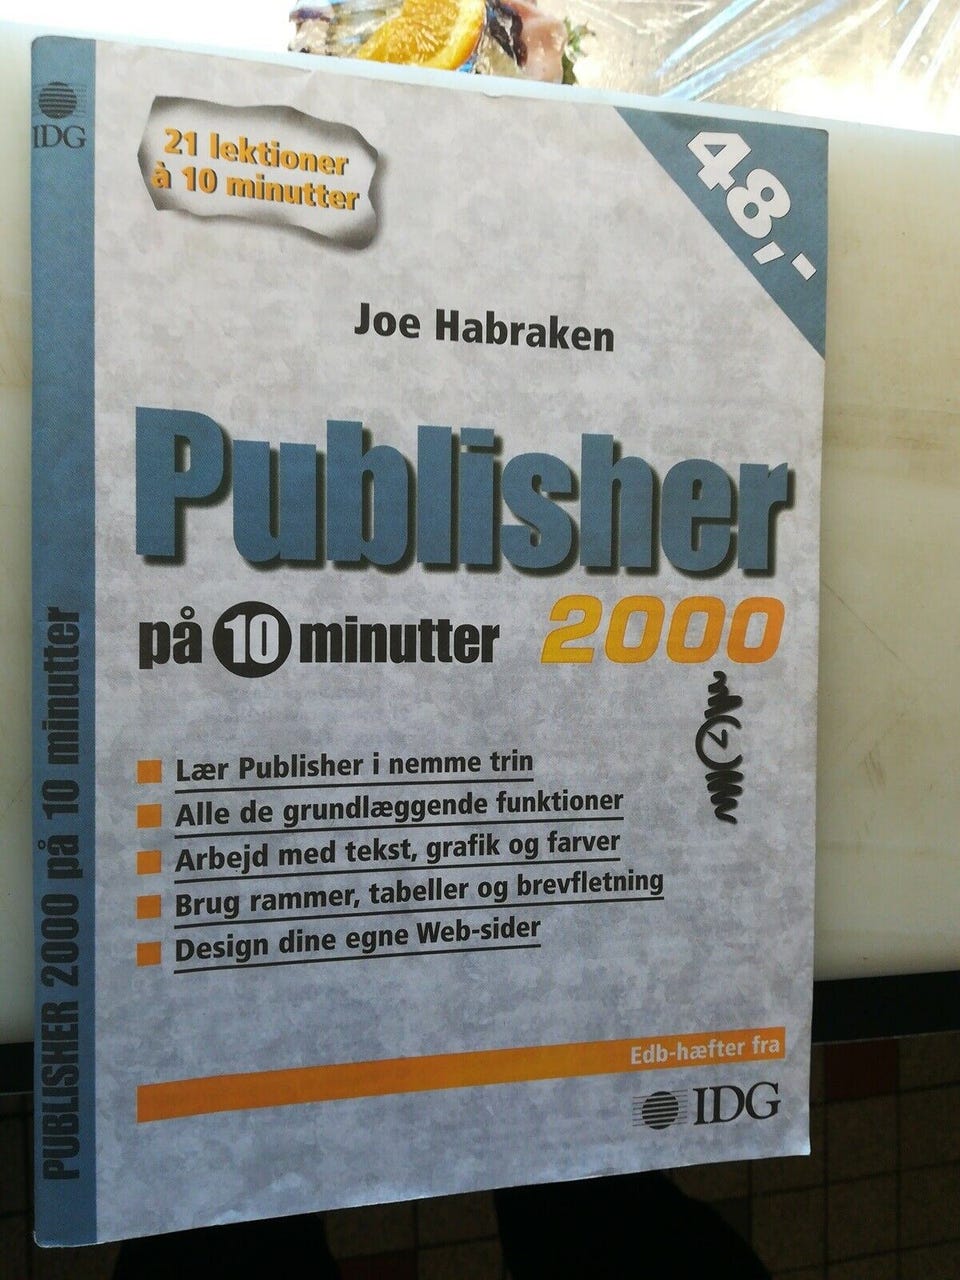 IDG
PUBLISHER 2000 på 10 minutter
21 lektioner
à 10 minutter
48,-
Joe Habraken
Publisher
på 10 minutter
2000
Lær Publisher i nemme trin
Alle de grundlæggende funktioner
Arbejd med tekst, grafik og farver
Brug rammer, tabeller og brevfletning
Design dine egne Web-sider
Edb-hæfter fra
IDG